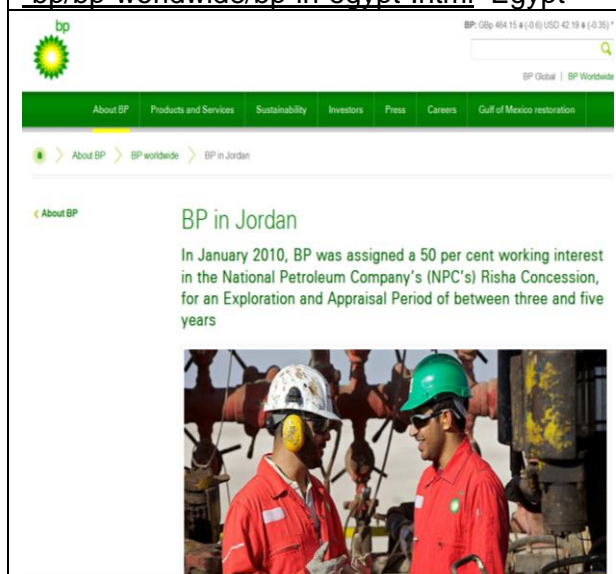 -bp/bp-worldwide/bp-in-egypt-lhtml Egypt
bp
BP: GBp 464.15 (-0.6) USD 42.19 (-0.35) *
BP Global | BP Worldwide
About BP Products and Services Sustainability Investors Press Careers Gulf of Mexico restoration
About BP > BP worldwide > BP in Jordan
< About BP
BP in Jordan
In January 2010, BP was assigned a 50 per cent working interest
in the National Petroleum Company's (NPC's) Risha Concession,
for an Exploration and Appraisal Period of between three and five
years